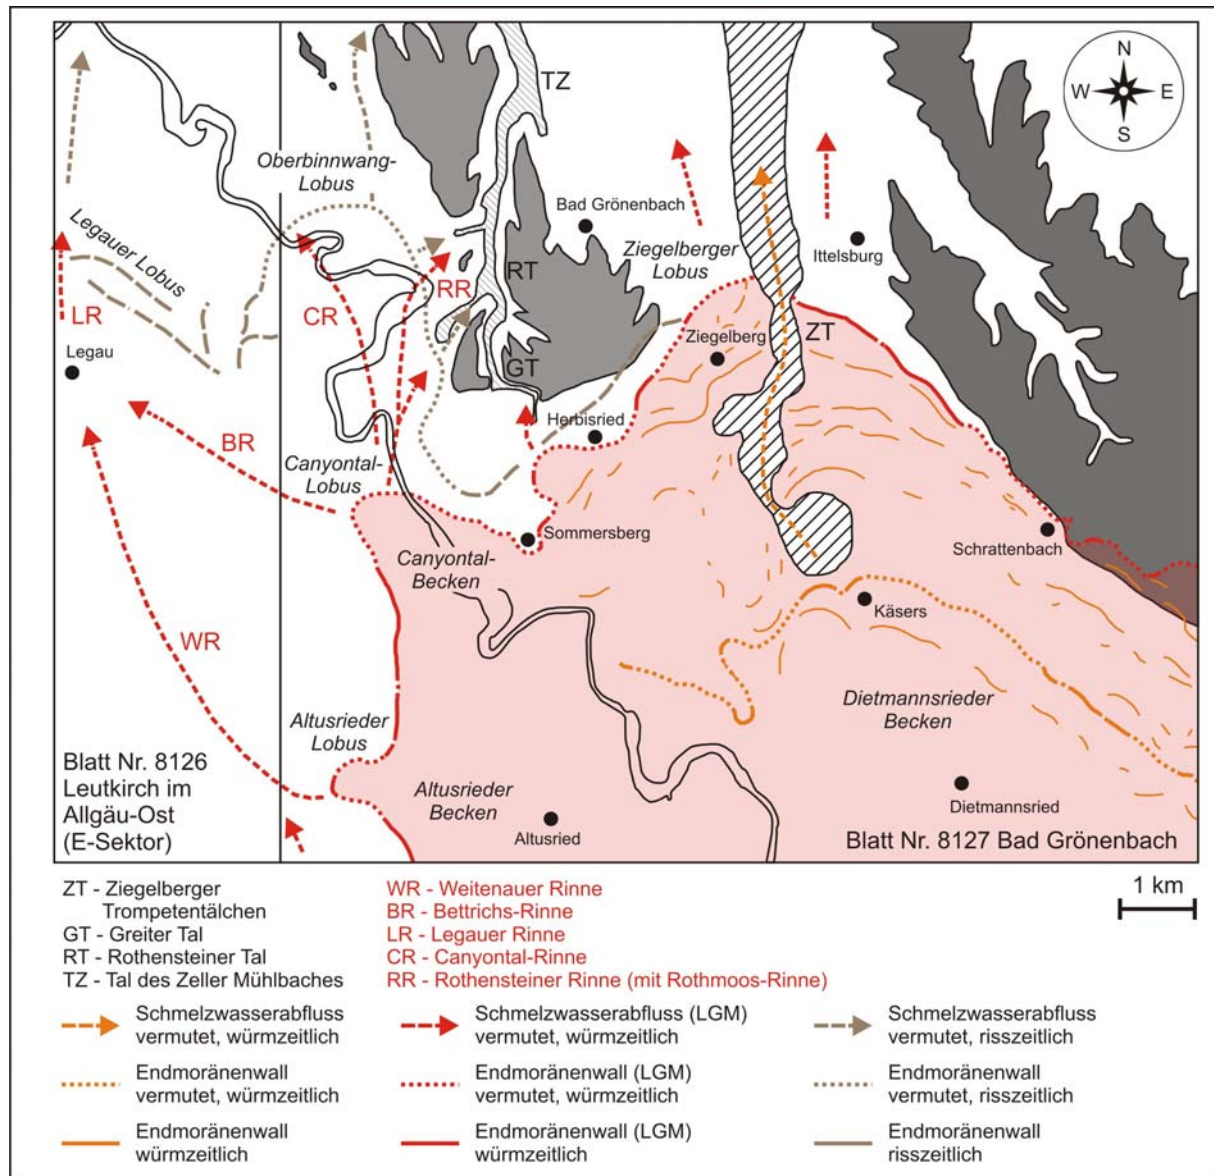 N
W
E
S
TZ
Oberbinnwang-
Lobus
Bad Grönenbach
Ziegelberger
Lobus
Ittelsburg
Legauer Lobus
RT
RR
LR
CR
Legau
Ziegelberg
ZT
GT
Herbisried
BR
Canyontal-
Lobus
Sommersberg
Schrattenbach
Canyontal-
Becken
Käsers
WR
Altusrieder
Lobus
Dietmannsrieder
Becken
Blatt Nr. 8126
Leutkirch im
Allgäu-Ost
(E-Sektor)
Altusrieder
Becken
Altusried
Dietmannsried
Blatt Nr. 8127 Bad Grönenbach
1 km
ZT - Ziegelberger
Trompetentälchen
GT - Greiter Tal
RT - Rothensteiner Tal
TZ - Tal des Zeller Mühlbaches
WR - Weitenauer Rinne
BR - Bettrichs-Rinne
LR - Legauer Rinne
CR - Canyontal-Rinne
RR - Rothensteiner Rinne (mit Rothmoos-Rinne)
Schmelzwasserabfluss
vermutet, würmzeitlich
Schmelzwasserabfluss (LGM)
vermutet, würmzeitlich
Schmelzwasserabfluss
vermutet, risszeitlich
Endmoränenwall
vermutet, würmzeitlich
Endmoränenwall (LGM)
vermutet, würmzeitlich
Endmoränenwall
vermutet, risszeitlich
Endmoränenwall
würmzeitlich
Endmoränenwall (LGM)
würmzeitlich
Endmoränenwall
risszeitlich